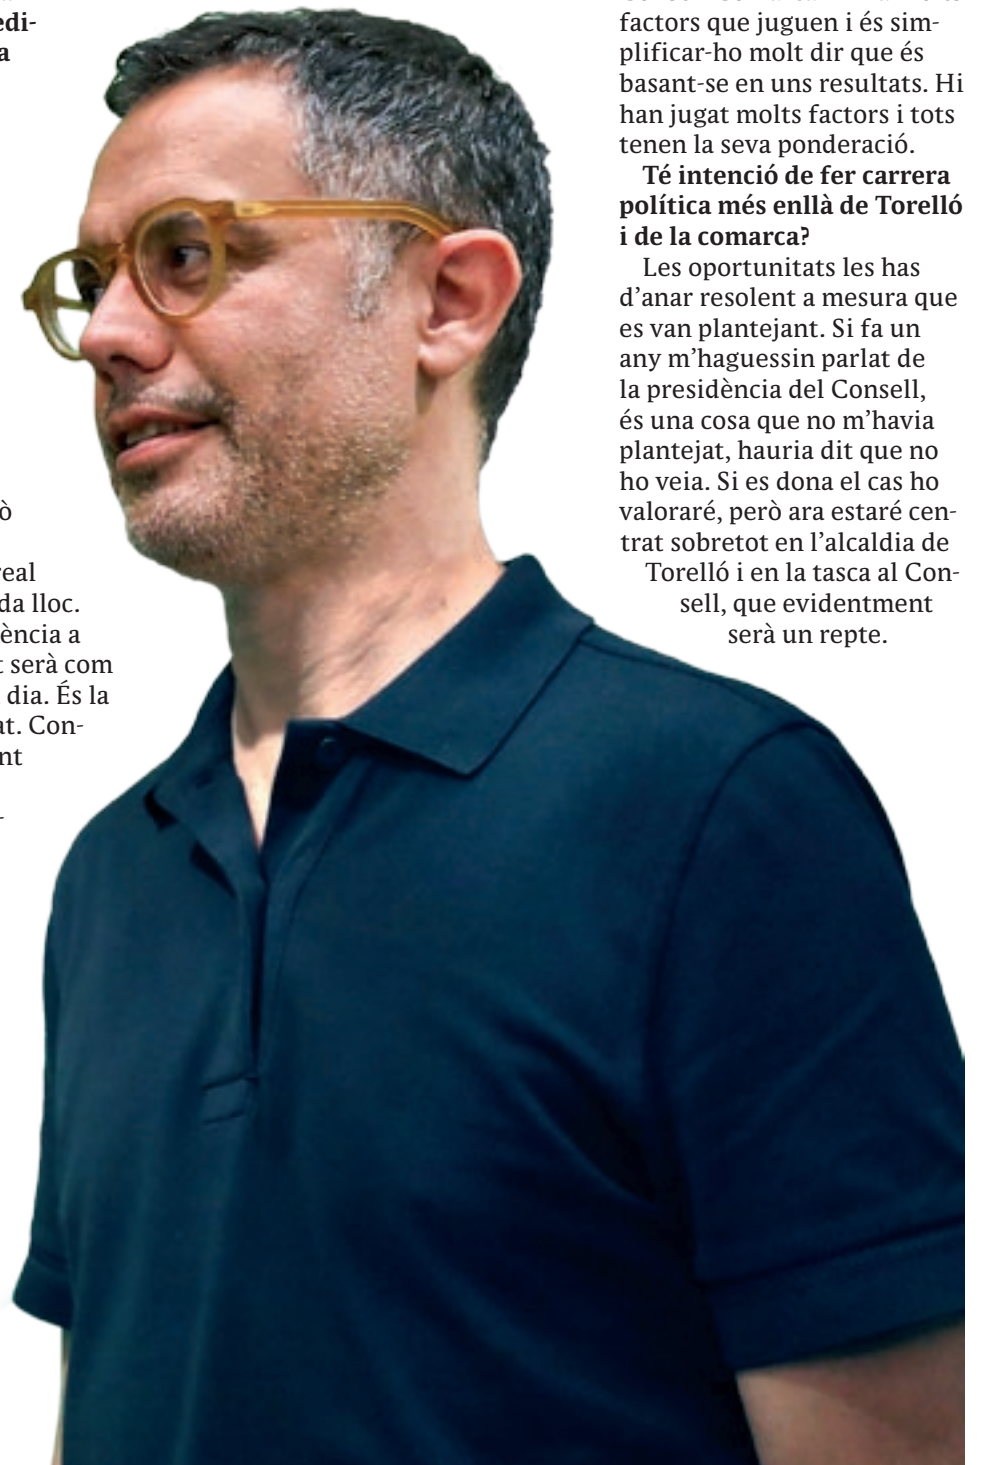 edi-
a
ò
real
da lloc.
ència a
t serà com
dia. És la
at. Con-
nt
-
factors que juguen i és sim-
plificar-ho molt dir que és
basant-se en uns resultats. Hi
han jugat molts factors i tots
tenen la seva ponderació.
Té intenció de fer carrera
política més enllà de Torelló
i de la comarca?
Les oportunitats les has
d’anar resolent a mesura que
es van plantejant. Si fa un
any m’haguessin parlat de
la presidència del Consell,
és una cosa que no m’havia
plantejat, hauria dit que no
ho veia. Si es dona el cas ho
valoraré, però ara estaré cen-
trat sobretot en l’alcaldia de
Torelló i en la tasca al Con-
sell, que evidentment
serà un repte.